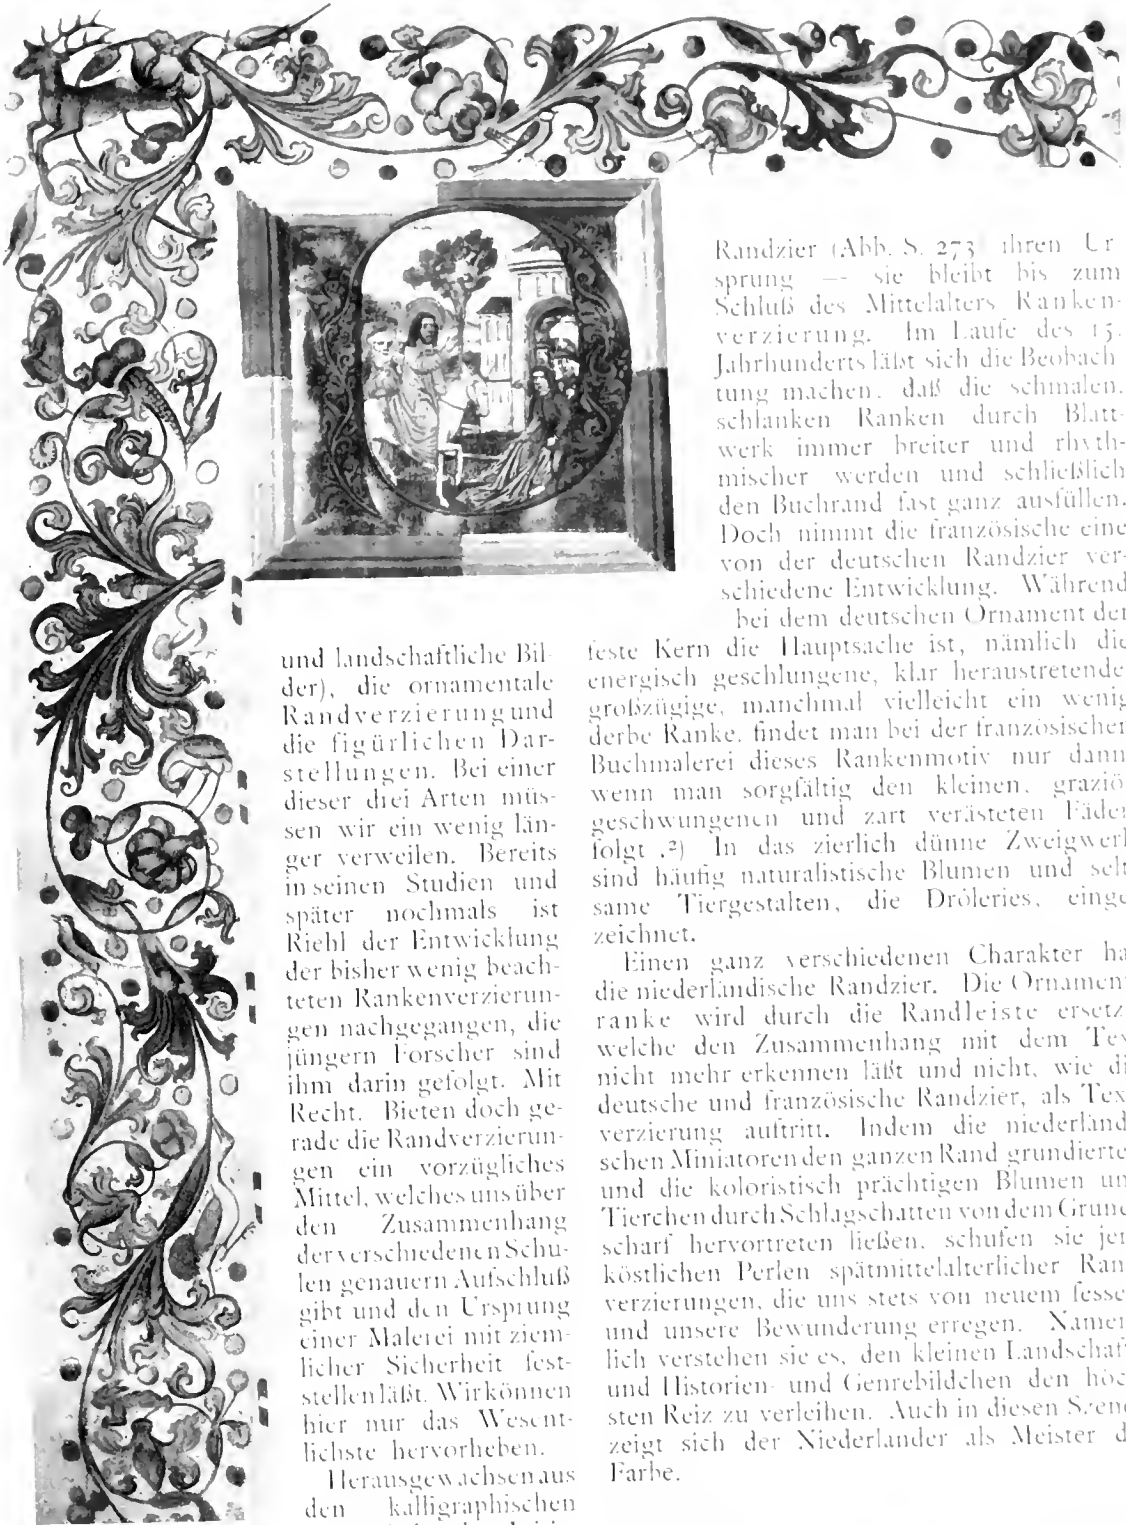 und landschaftliche Bil-
der), die ornamentale
Randverzierung und
die figürlichen Dar-
stellungen. Bei einer
dieser drei Arten müs-
sen wir ein wenig län-
ger verweilen. Bereits
in seinen Studien und
später nochmals ist
Riehl der Entwicklung
der bisher wenig beach-
teten Rankenverzierun-
gen nachgegangen, die
jüngern Forscher sind
ihm darin gefolgt. Mit
Recht. Bieten doch ge-
rade die Randverzierun-
gen ein vorzügliches
Mittel, welches uns über
den Zusammenhang
der verschiedenen Schu-
len genauern Aufschluß
gibt und den Ursprung
einer Malerei mit ziem-
licher Sicherheit fest-
stellen läßt. Wir können
hier nur das Wesent-
lichste hervorheben.
Herausgewachsen aus
den kalligraphischen
Randzier (Abb. S. 273 ihren Ur
sprung — sie bleibt bis zum
Schluß des Mittelalters Ranken-
verzierung. Im Laufe des 15.
Jahrhunderts läßt sich die Beobach
tung machen, daß die schmalen,
schlanken Ranken durch Blatt-
werk immer breiter und rhyth-
mischer werden und schließlich
den Buchrand fast ganz ausfüllen.
Doch nimmt die französische eine
von der deutschen Randzier ver-
schiedene Entwicklung. Während
bei dem deutschen Ornament der
feste Kern die Hauptsache ist, nämlich die
energisch geschlungene, klar heraustretende
großzügige, manchmal vielleicht ein wenig
derbe Ranke, findet man bei der französischen
Buchmalerei dieses Rankenmotiv nur dann
wenn man sorgfältig den kleinen, graziö
geschwungenen und zart verästeten Fäden
folgt .²) In das zierlich dünne Zweigwerk
sind häufig naturalistische Blumen und selt
same Tiergestalten, die Drôleries, einge
zeichnet.
Einen ganz verschiedenen Charakter ha
die niederländische Randzier. Die Ornament
ranke wird durch die Randleiste ersetz
welche den Zusammenhang mit dem Tex
nicht mehr erkennen läßt und nicht, wie di
deutsche und französische Randzier, als Tex
verzierung auftritt. Indem die niederländ
schen Miniatoren den ganzen Rand grundierte
und die koloristisch prächtigen Blumen un
Tierchen durch Schlagschatten von dem Grund
scharf hervortreten ließen, schufen sie jen
köstlichen Perlen spätmittelalterlicher Ran
verzierungen, die uns stets von neuem fesse
und unsere Bewunderung erregen. Namen
lich verstehen sie es, den kleinen Landschaf
und Historien- und Genrebildchen den höc
sten Reiz zu verleihen. Auch in diesen Szene
zeigt sich der Niederländer als Meister d
Farbe.